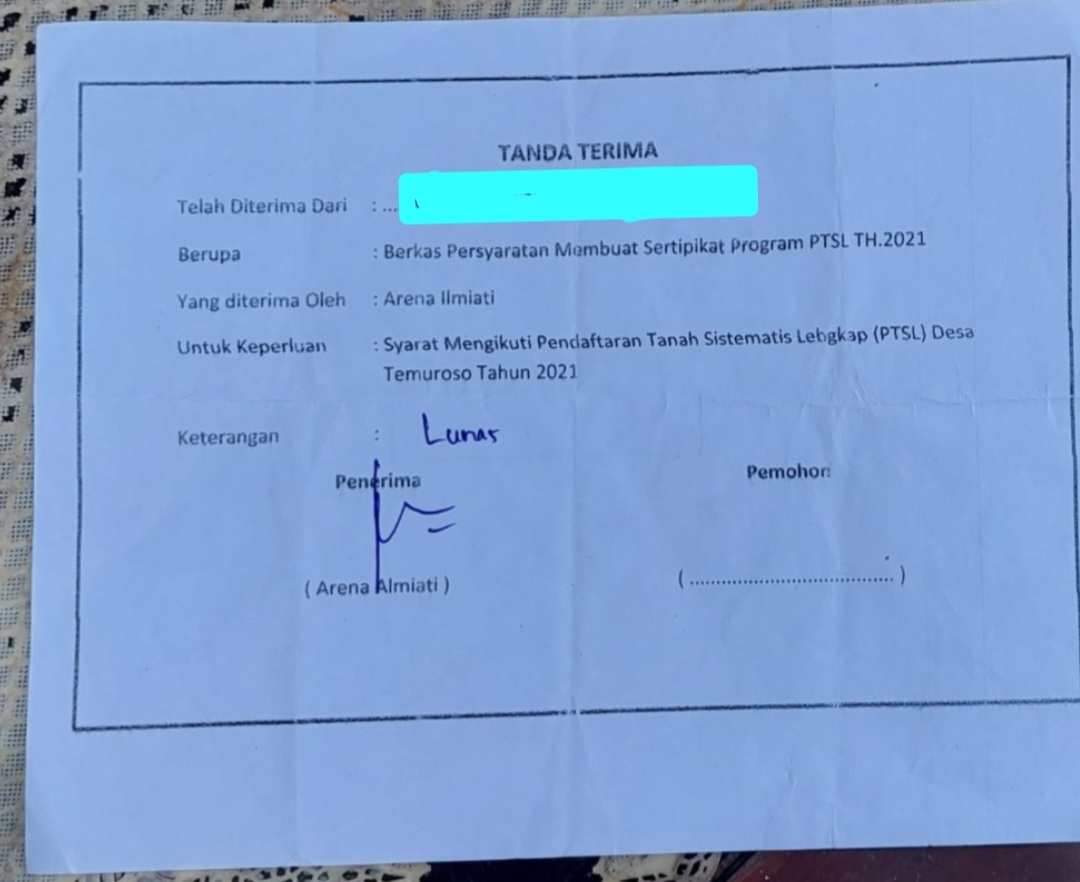 TANDA TERIMA
Telah Diterima Dari : ...
Berupa : Berkas Persyaratan Membuat Sertipikat Program PTSL TH.2021
Yang diterima Oleh : Arena Ilmiati
Untuk Keperluan : Syarat Mengikuti Pendaftaran Tanah Sistematis Lebgkap (PTSL) Desa
Temuroso Tahun 2021
Keterangan : Lunas
Penerima Pemohon
( Arena Almiati ) (......................................)